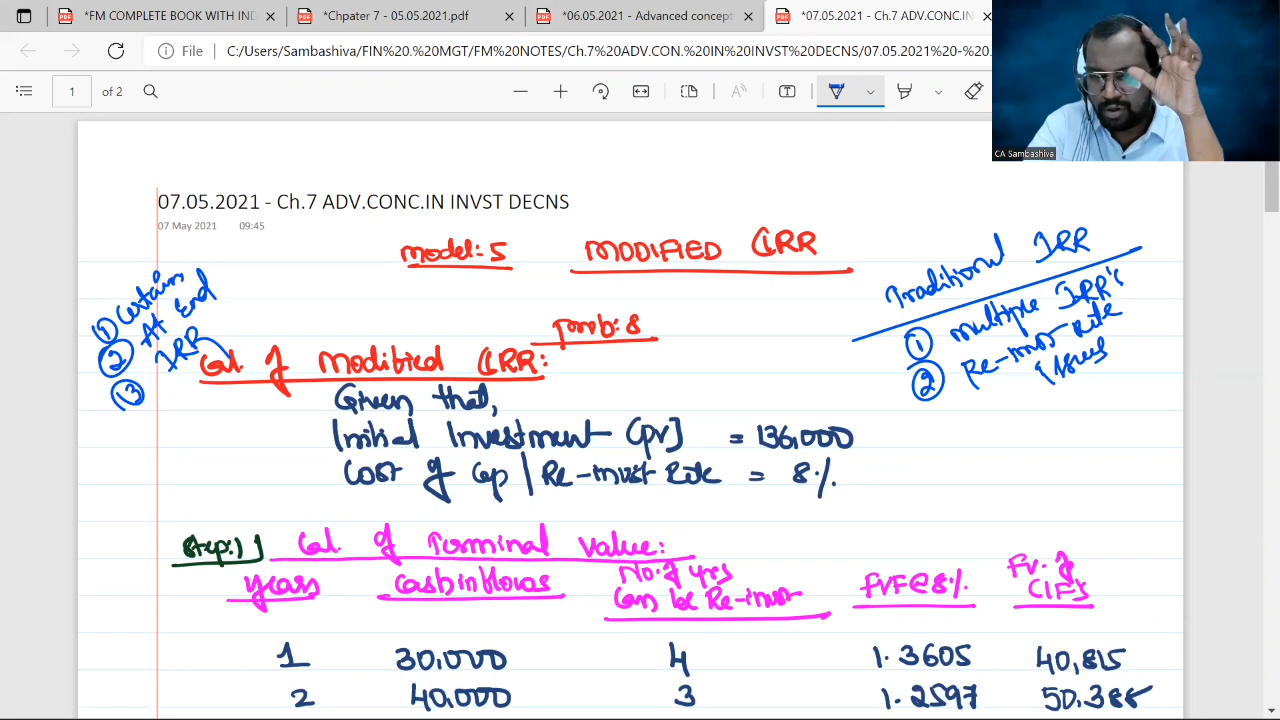 *FM COMPLETE BOOK WITH IND
*Chpater 7 - 05.05.2021.pdf
*06.05.2021 - Advanced concept
*07.05.2021 - Ch.7 ADV.CONC.IN
File
C:/Users/Sambashiva/FIN%20.%20MGT/FM%20NOTES/Ch.7%20ADV.CON.%20IN%20INVST%20DECNS/07.05.2021%20-%20.
1 of 2
CA Sambashiva
07.05.2021 - Ch.7 ADV.CONC.IN INVST DECNS
07 May 2021 09:45
model:5 MODIFIED IRR
Traditional IRR
① multiple IRR's
② Re-invst Rate
issues
① Certain
② At End
③ IRR
prob:8
Cal. of Modified IRR:
Given that,
Initial Investment (PV) = 136,000
Cost of Cap | Re-invst Rate = 8%
Step:1] Cal. of Terminal Value:
Years Cash inflows No. of yrs can be Re-invst FVF@8% Fv. of CIF's
1 30,000 4 1.3605 40,815
2 40,000 3 1.2597 50,388